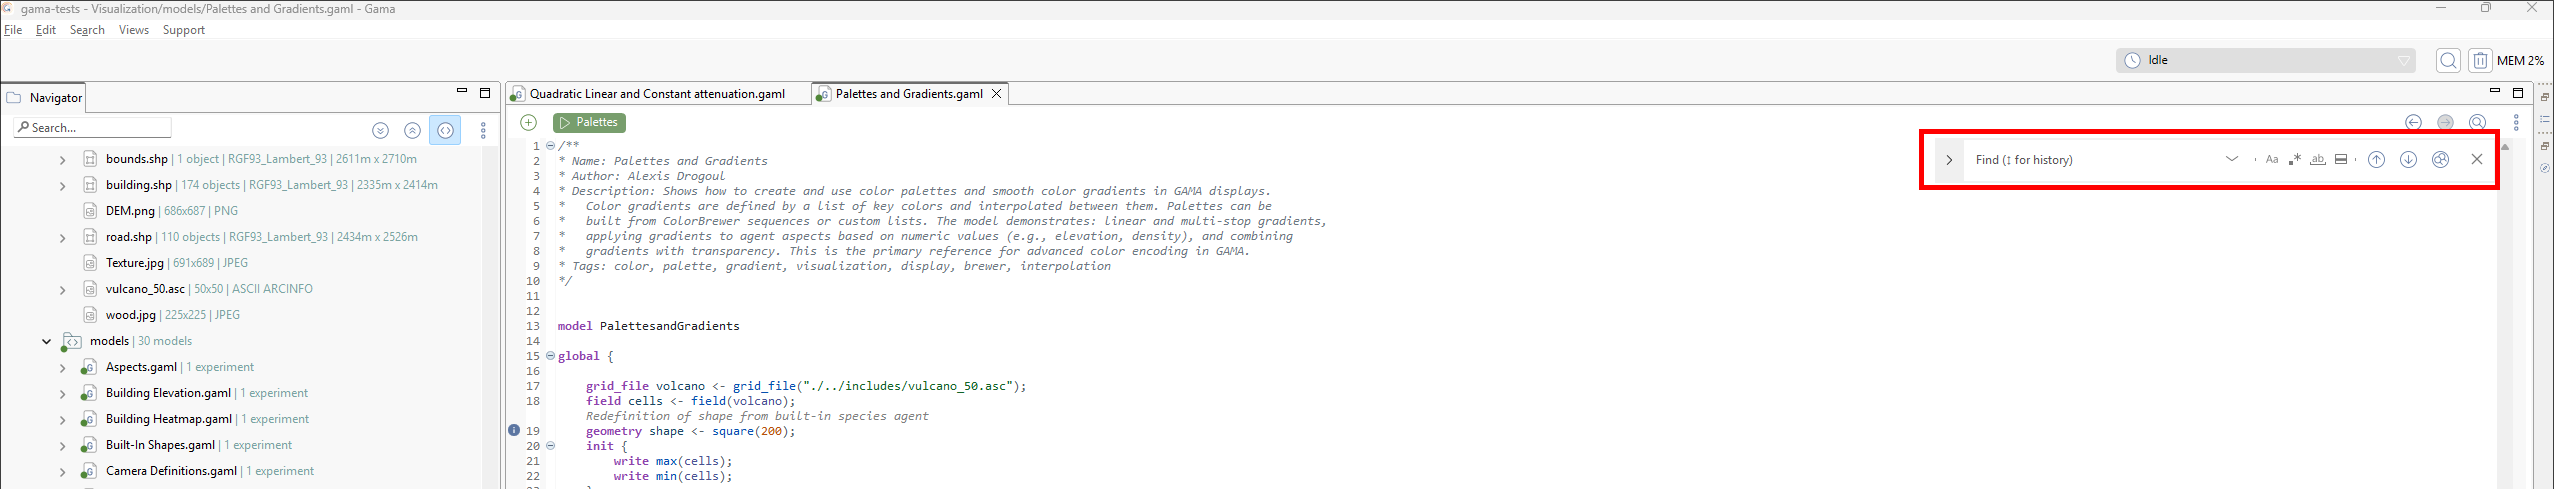 gama-tests - Visualization/models/Palettes and Gradients.gaml - Gama
File Edit Search Views Support
Idle
MEM 2%
Navigator
Search...
bounds.shp | 1 object | RGF93_Lambert_93 | 2611m x 2710m
building.shp | 174 objects | RGF93_Lambert_93 | 2335m x 2414m
DEM.png | 686x687 | PNG
road.shp | 110 objects | RGF93_Lambert_93 | 2434m x 2526m
Texture.jpg | 691x689 | JPEG
vulcano_50.asc | 50x50 | ASCII ARCINFO
wood.jpg | 225x225 | JPEG
models | 30 models
Aspects.gaml | 1 experiment
Building Elevation.gaml | 1 experiment
Building Heatmap.gaml | 1 experiment
Built-In Shapes.gaml | 1 experiment
Camera Definitions.gaml | 1 experiment
Quadratic Linear and Constant attenuation.gaml
Palettes and Gradients.gaml
Palettes
Find (↕ for history)
Aa .* ab
1 /**
2 * Name: Palettes and Gradients
3 * Author: Alexis Drogoul
4 * Description: Shows how to create and use color palettes and smooth color gradients in GAMA displays.
5 *   Color gradients are defined by a list of key colors and interpolated between them. Palettes can be
6 *   built from ColorBrewer sequences or custom lists. The model demonstrates: linear and multi-stop gradients,
7 *   applying gradients to agent aspects based on numeric values (e.g., elevation, density), and combining
8 *   gradients with transparency. This is the primary reference for advanced color encoding in GAMA.
9 * Tags: color, palette, gradient, visualization, display, brewer, interpolation
10 */
11
12
13 model PalettesandGradients
14
15 global {
16
17 grid_file volcano <- grid_file("./../includes/vulcano_50.asc");
18 field cells <- field(volcano);
Redefinition of shape from built-in species agent
19 geometry shape <- square(200);
20 init {
21 write max(cells);
22 write min(cells);